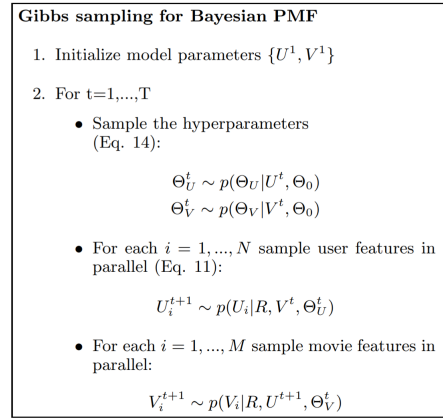 Gibbs sampling for Bayesian PMF
1. Initialize model parameters {U¹, V¹}
2. For t=1,...,T
• Sample the hyperparameters
(Eq. 14):
Θ_U^t ∼ p(Θ_U|U^t, Θ_0)
Θ_V^t ∼ p(Θ_V|V^t, Θ_0)
• For each i = 1, ..., N sample user features in
parallel (Eq. 11):
U_i^{t+1} ∼ p(U_i|R, V^t, Θ_U^t)
• For each i = 1, ..., M sample movie features in
parallel:
V_i^{t+1} ∼ p(V_i|R, U^{t+1}, Θ_V^t)